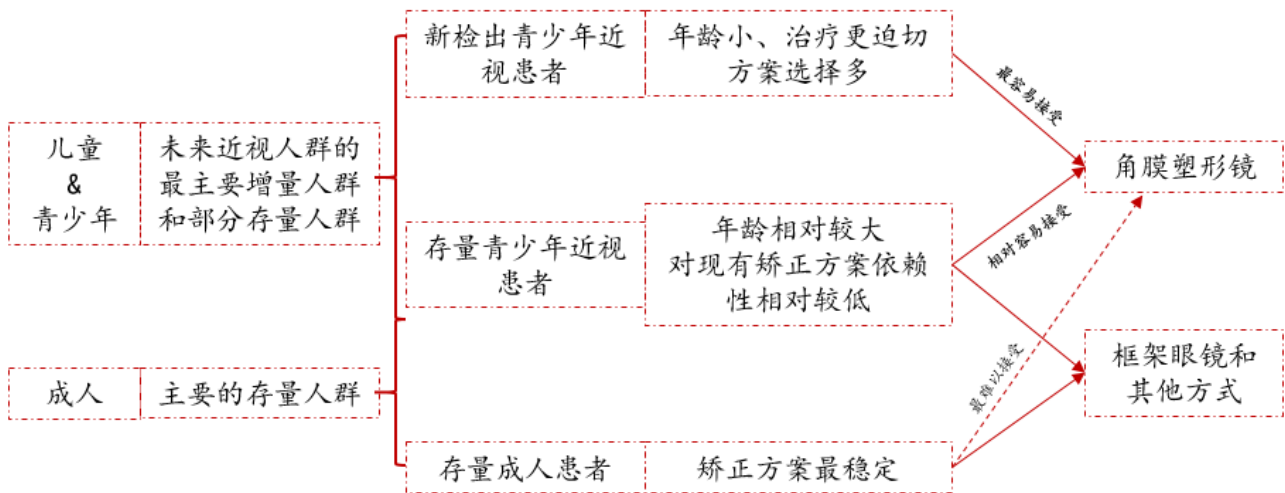 儿童
&
青少年
未来近视人群的
最主要增量人群
和部分存量人群
成人
主要的存量人群
新检出青少年近
视患者
年龄小、治疗更迫切
方案选择多
存量青少年近视
患者
年龄相对较大
对现有矫正方案依赖
性相对较低
存量成人患者
矫正方案最稳定
最容易接受
相对容易接受
最难以接受
角膜塑形镜
框架眼镜和
其他方式